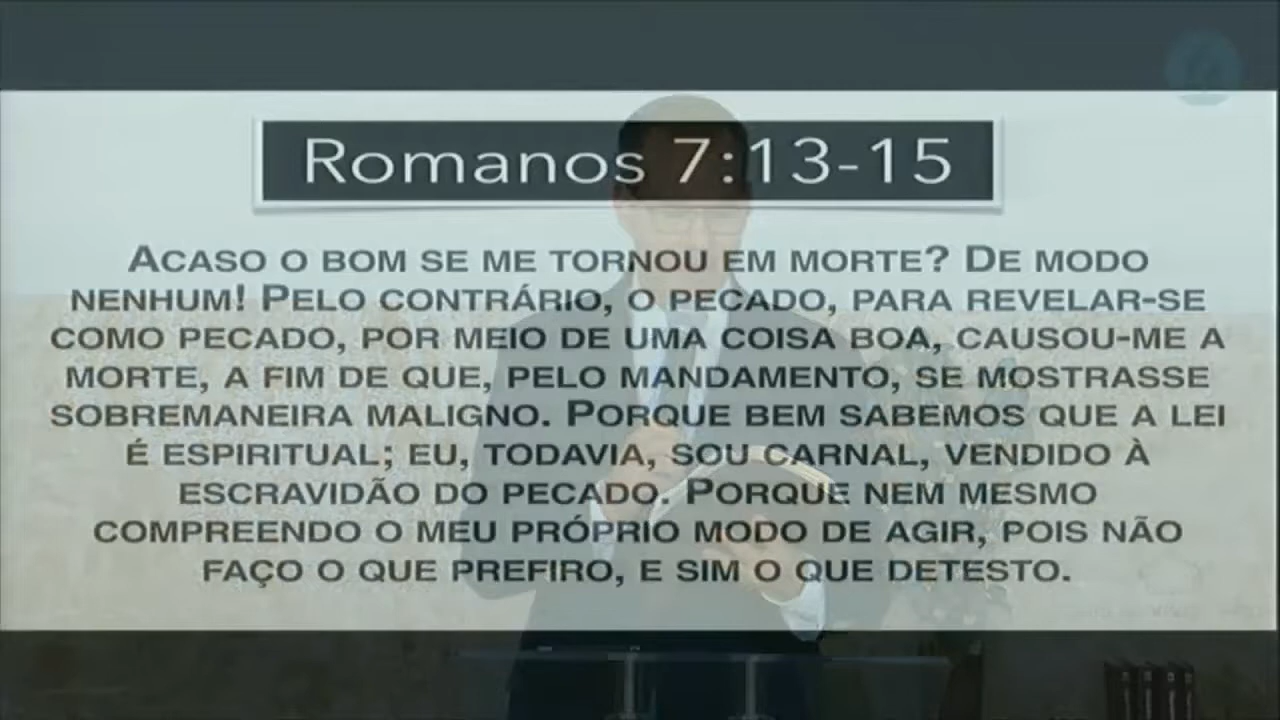 Romanos 7:13-15
Acaso o bom se me tornou em morte? De modo
nenhum! Pelo contrário, o pecado, para revelar-se
como pecado, por meio de uma coisa boa, causou-me a
morte, a fim de que, pelo mandamento, se mostrasse
sobremaneira maligno. Porque bem sabemos que a lei
é espiritual; eu, todavia, sou carnal, vendido à
escravidão do pecado. Porque nem mesmo
compreendo o meu próprio modo de agir, pois não
faço o que prefiro, e sim o que detesto.